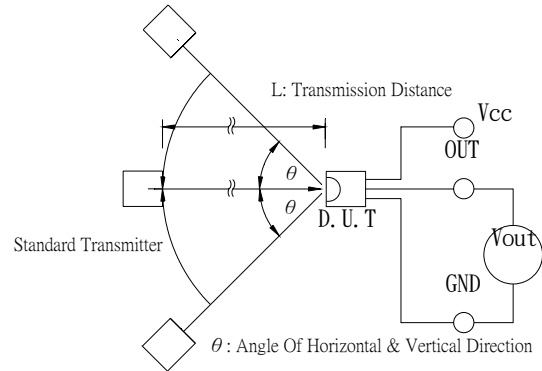 L: Transmission Distance
Vcc
OUT
θ
θ
D.U.T
Standard Transmitter
Vout
GND
θ : Angle Of Horizontal & Vertical Direction